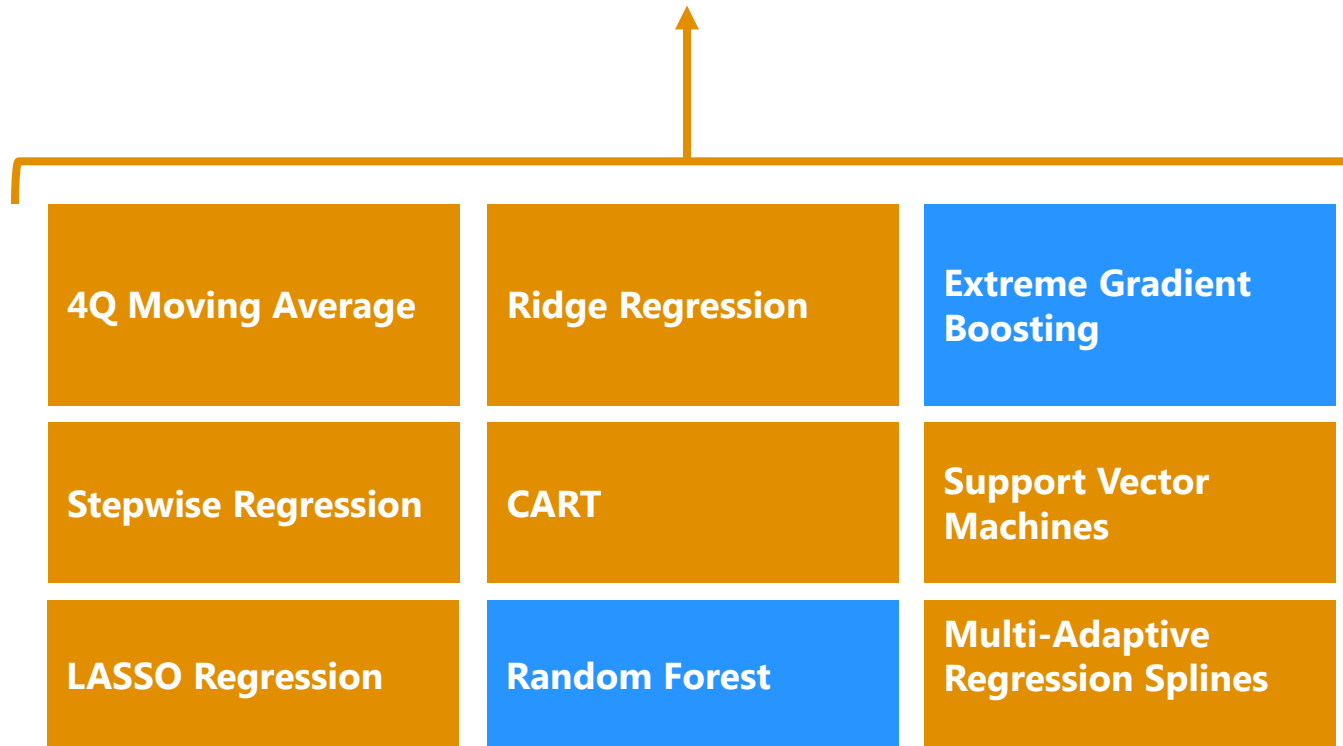 4Q Moving Average
Ridge Regression
Extreme Gradient
Boosting
Stepwise Regression
CART
Support Vector
Machines
LASSO Regression
Random Forest
Multi-Adaptive
Regression Splines